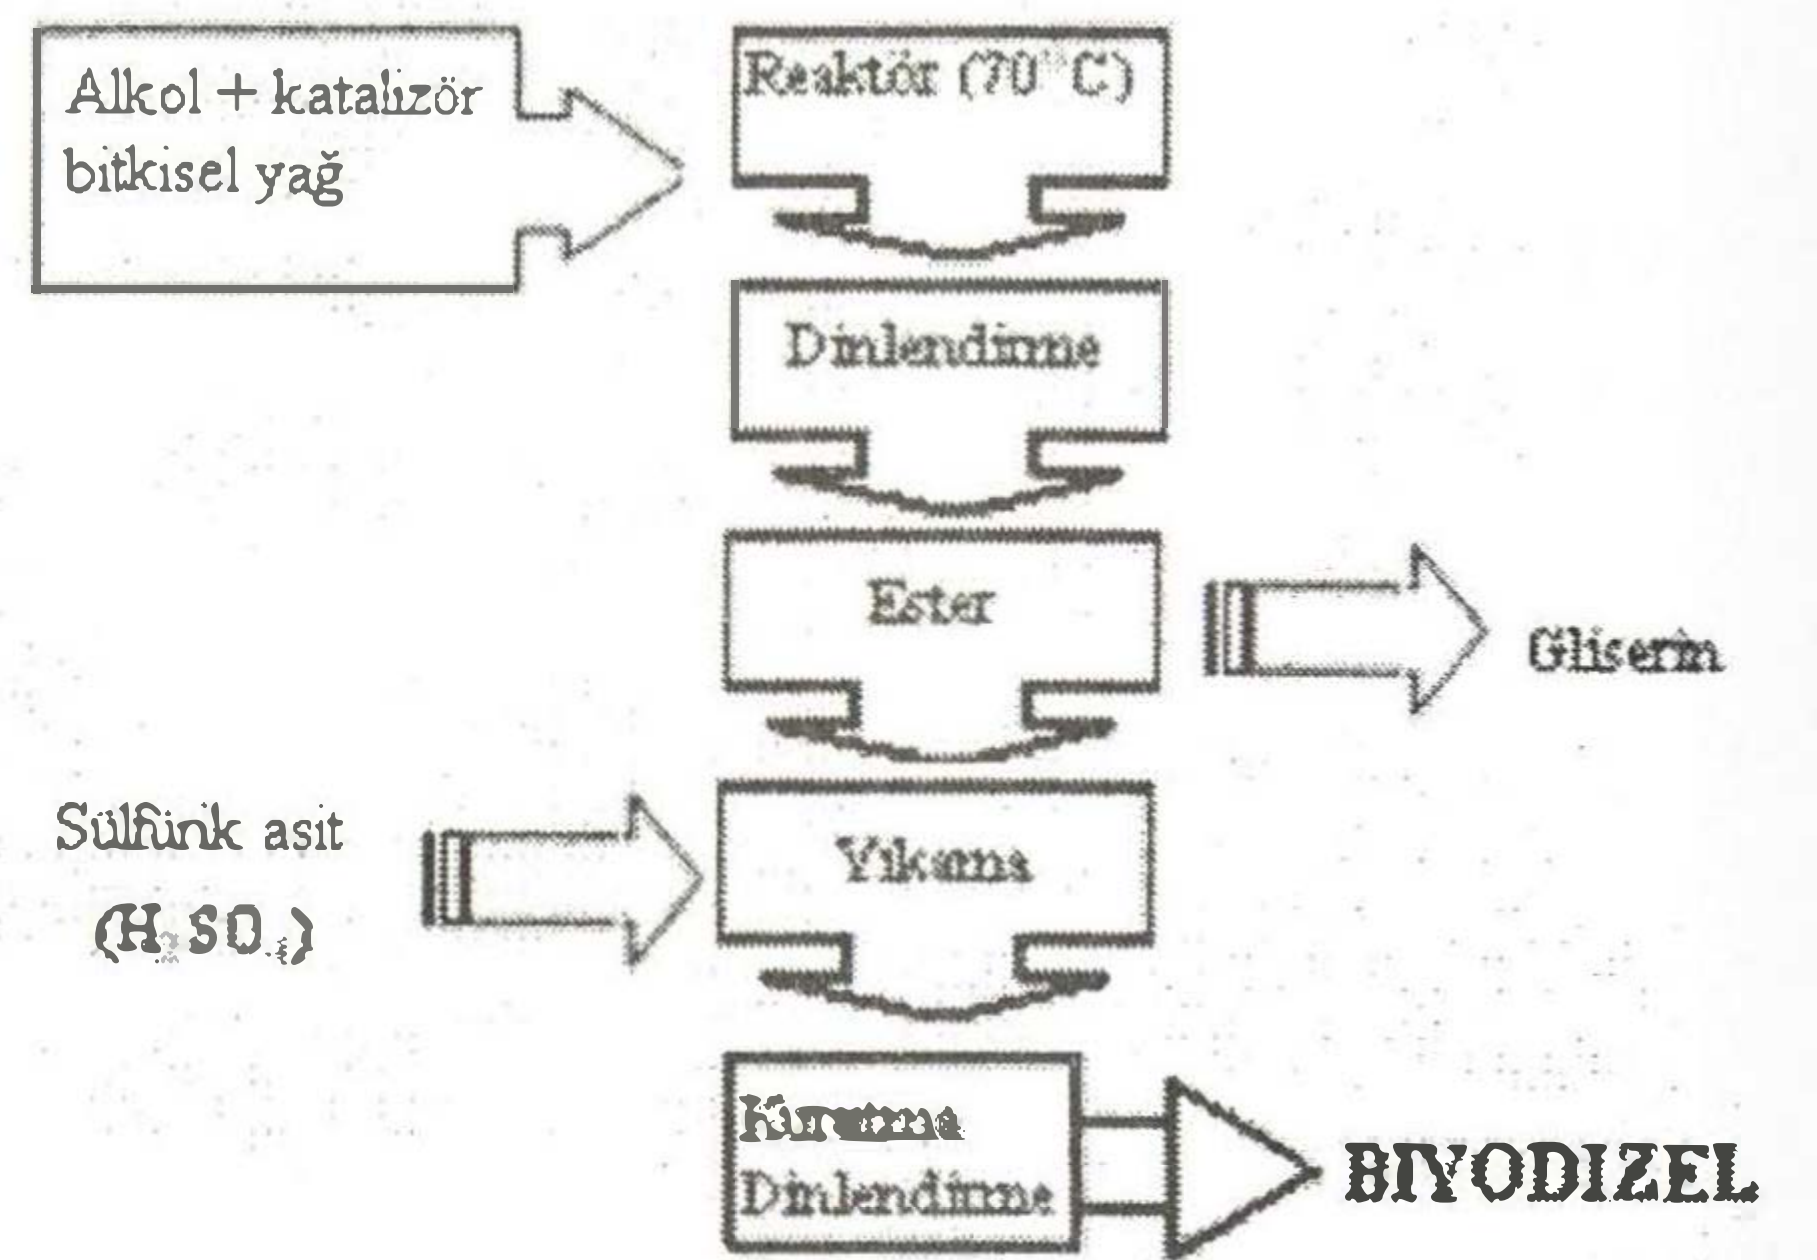 Alkol + katalizör
bitkisel yağ
Reaktör (70°C)
Dinlendirme
Ester
Gliserin
Sülfürik asit
(H₂SO₄)
Yıkama
Kurutma
Dinlendirme
BIYODIZEL